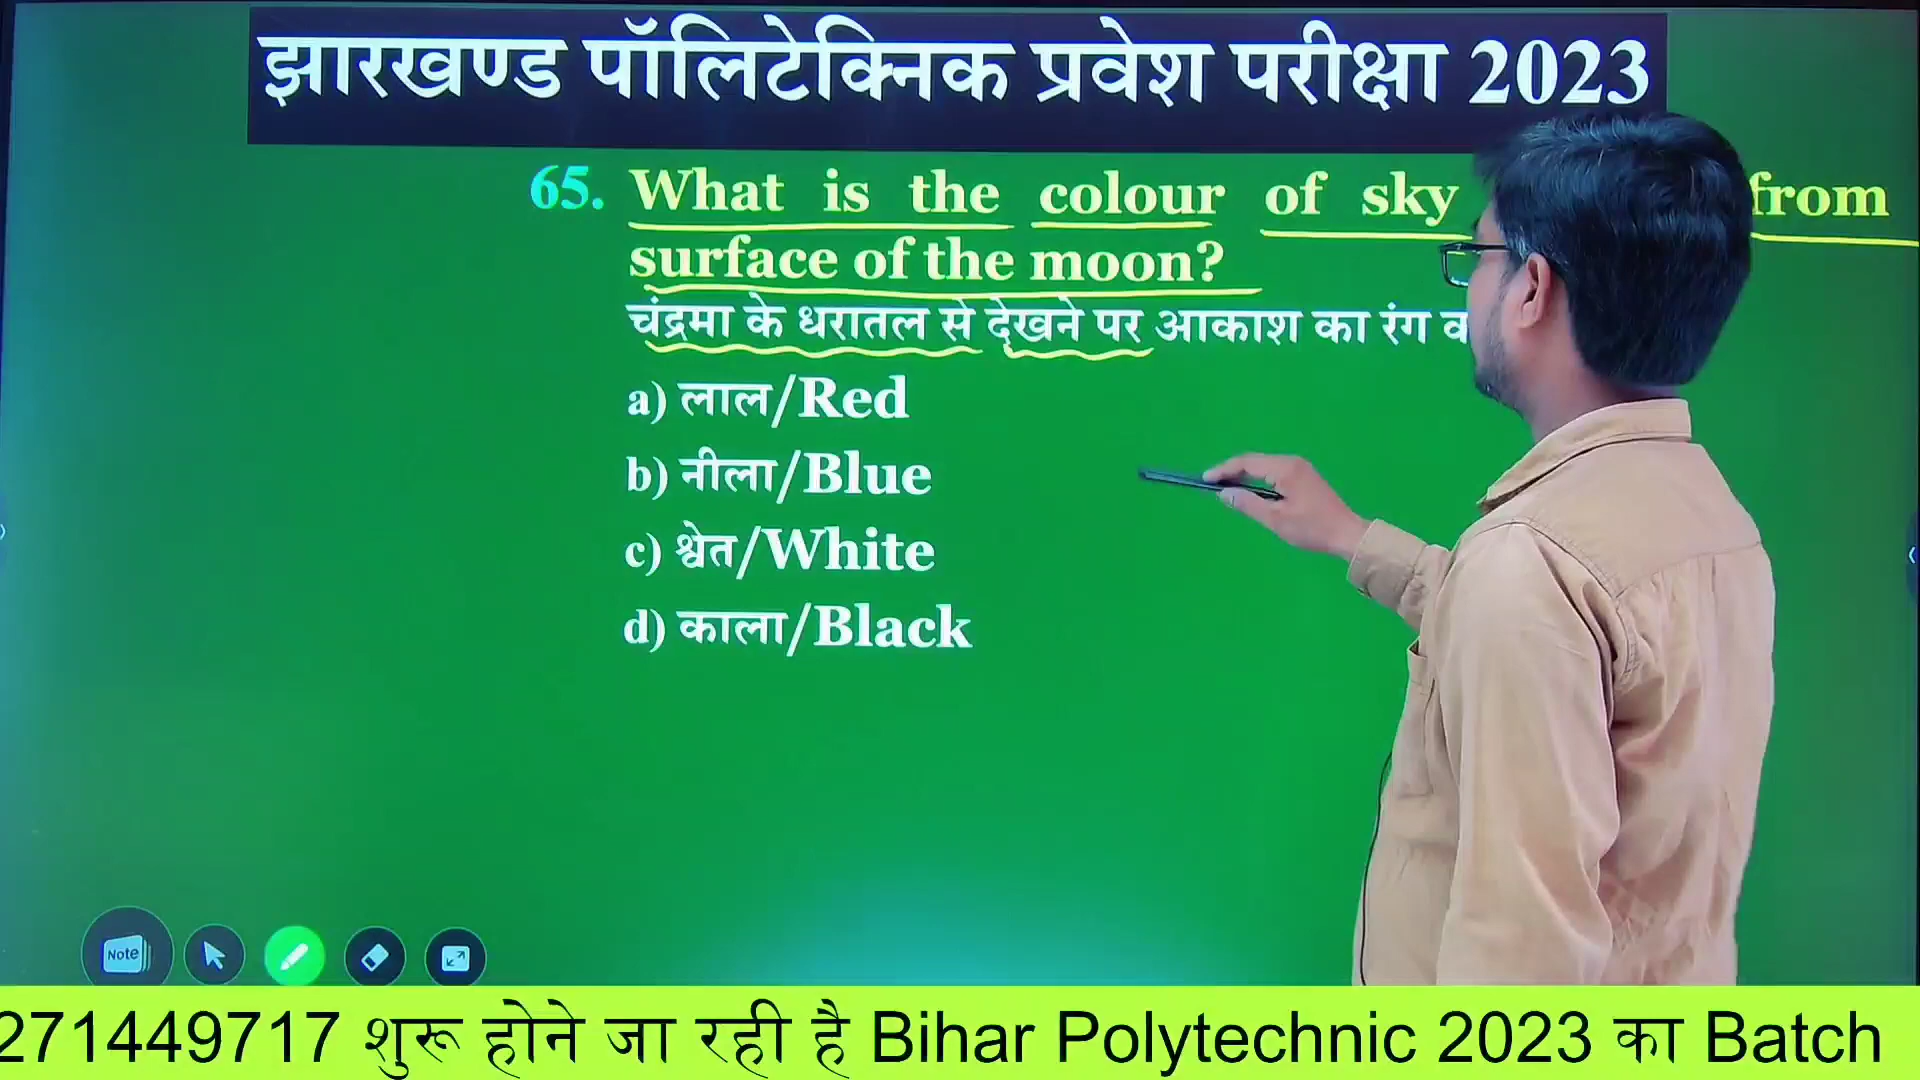 झारखण्ड पॉलिटेक्निक प्रवेश परीक्षा 2023
65. What is the colour of sky from
surface of the moon?
चंद्रमा के धरातल से देखने पर आकाश का रंग
a) लाल/Red
b) नीला/Blue
c) श्वेत/White
d) काला/Black
Note
271449717 शुरू होने जा रही है Bihar Polytechnic 2023 का Batch